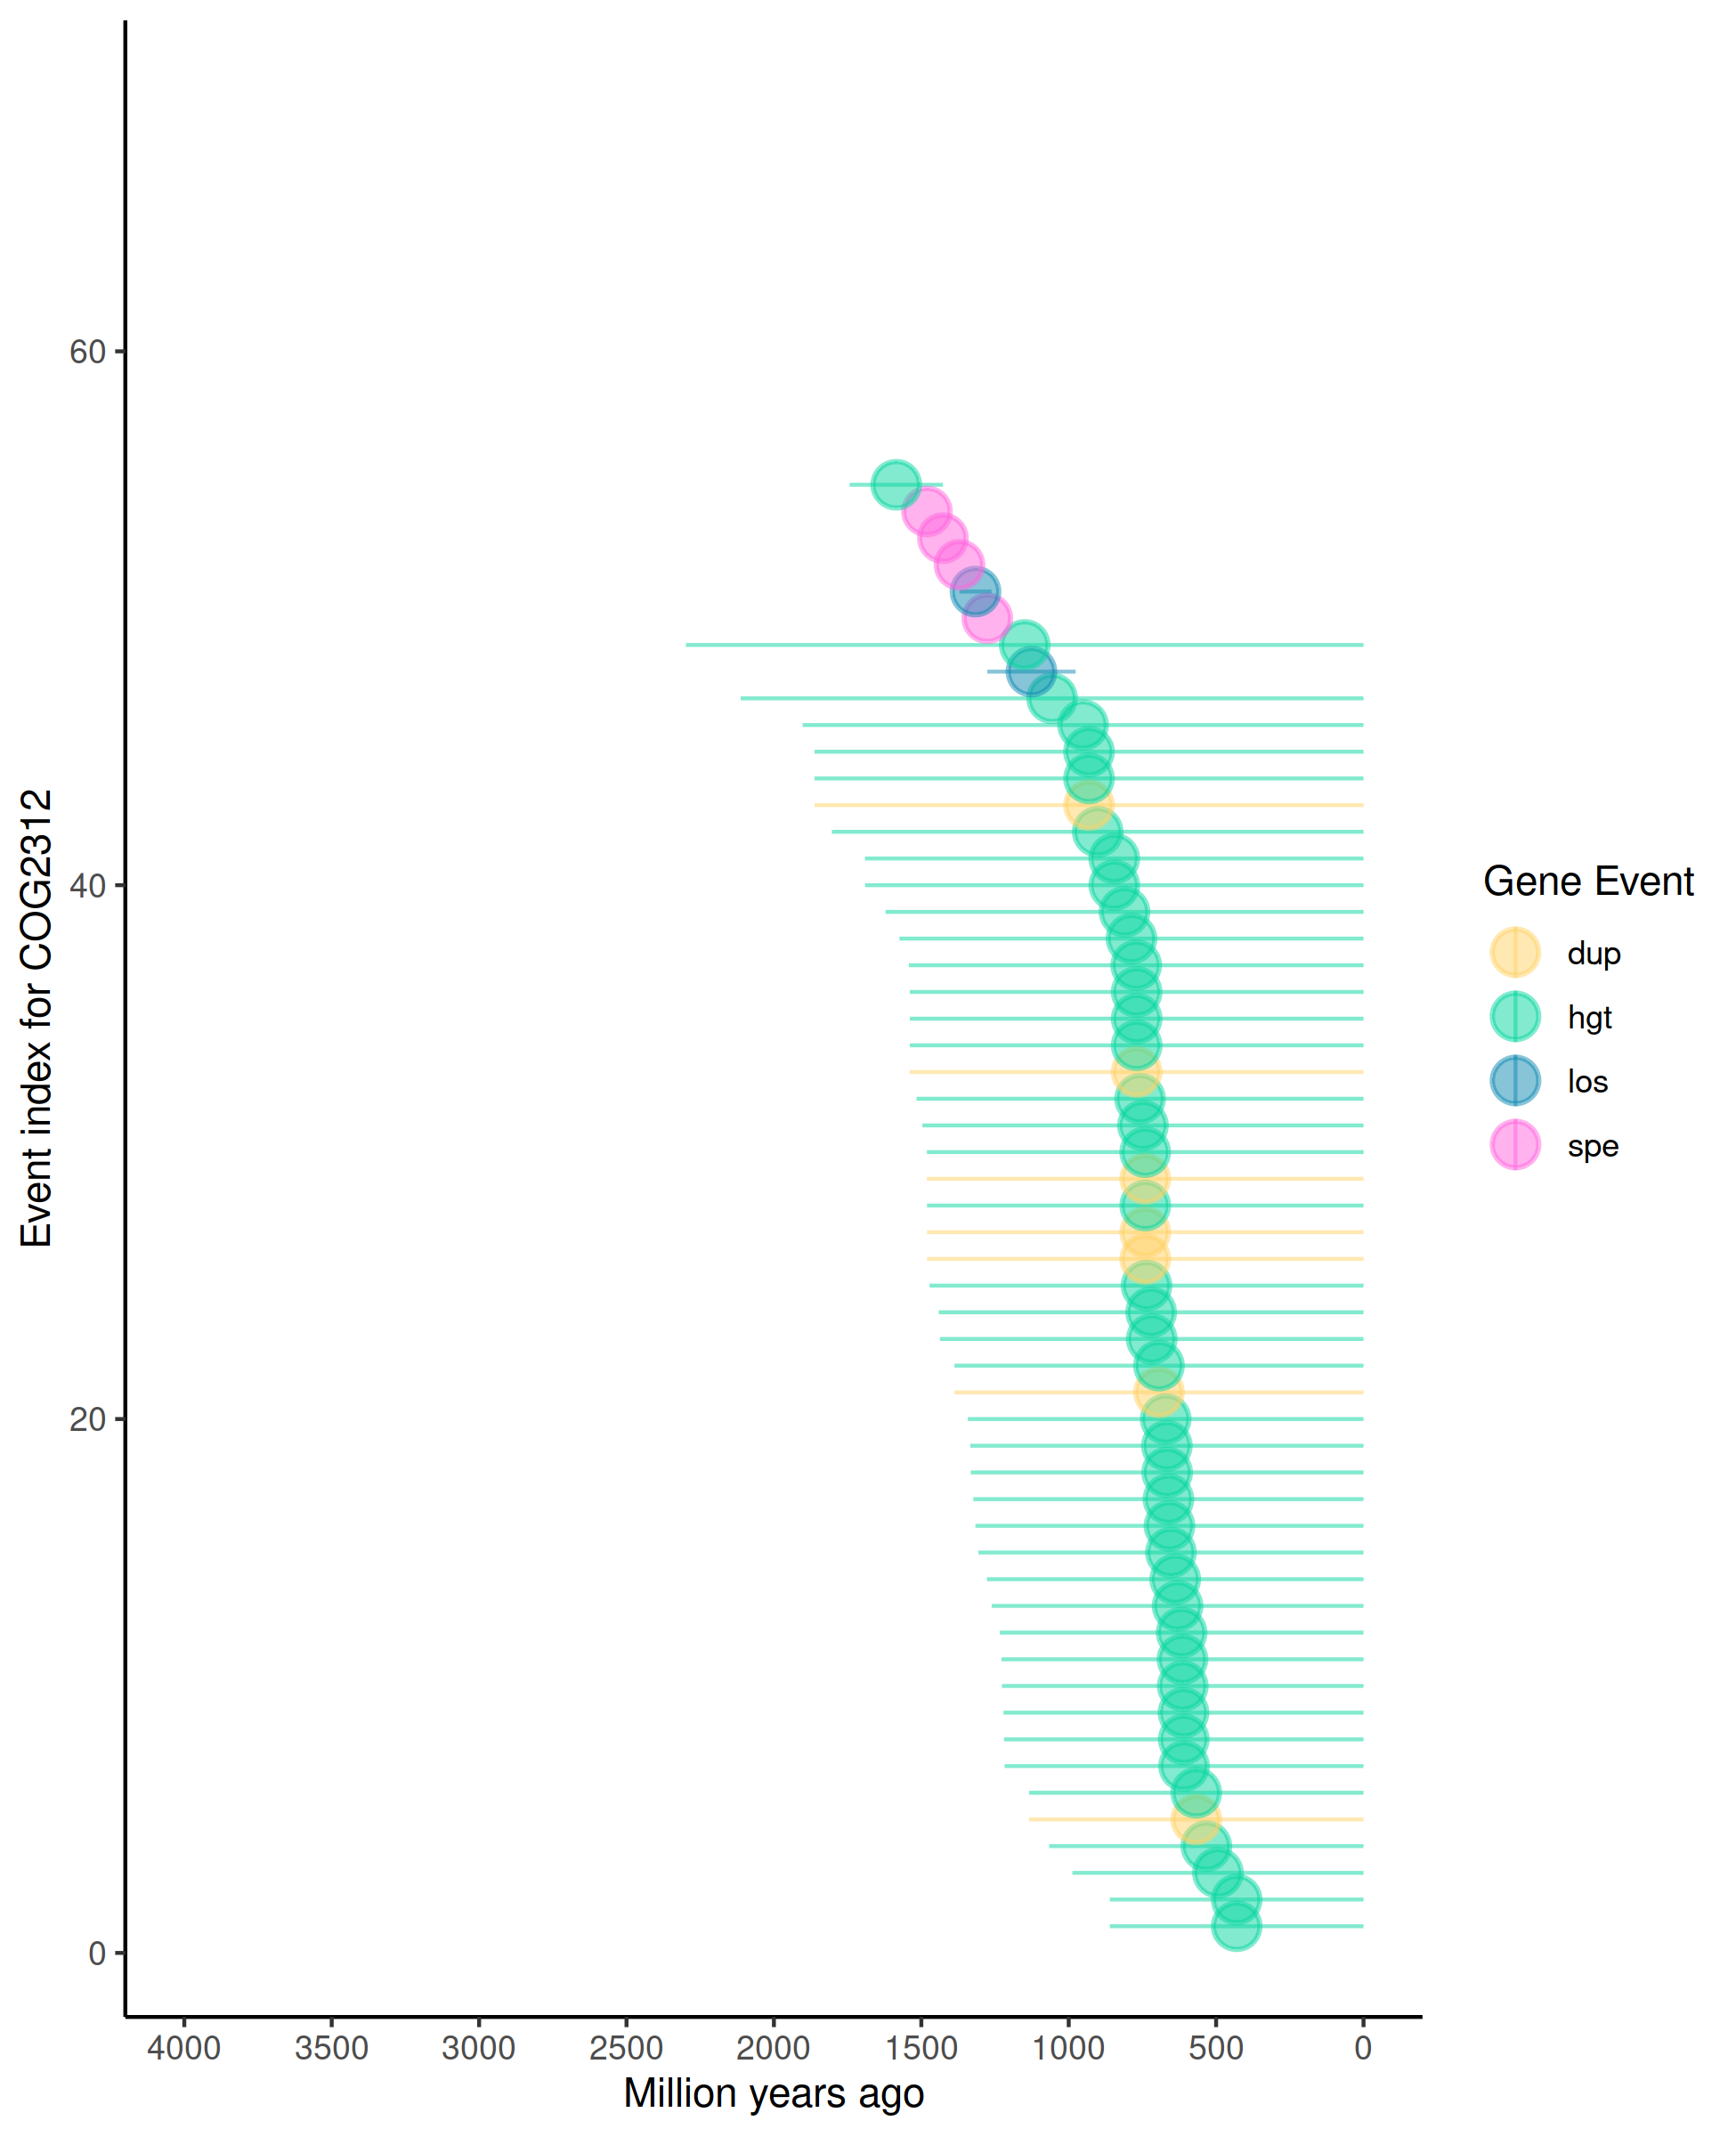 60
40
20
0
Event index for COG2312
4000 3500 3000 2500 2000 1500 1000 500 0
Million years ago
Gene Event
dup
hgt
los
spe